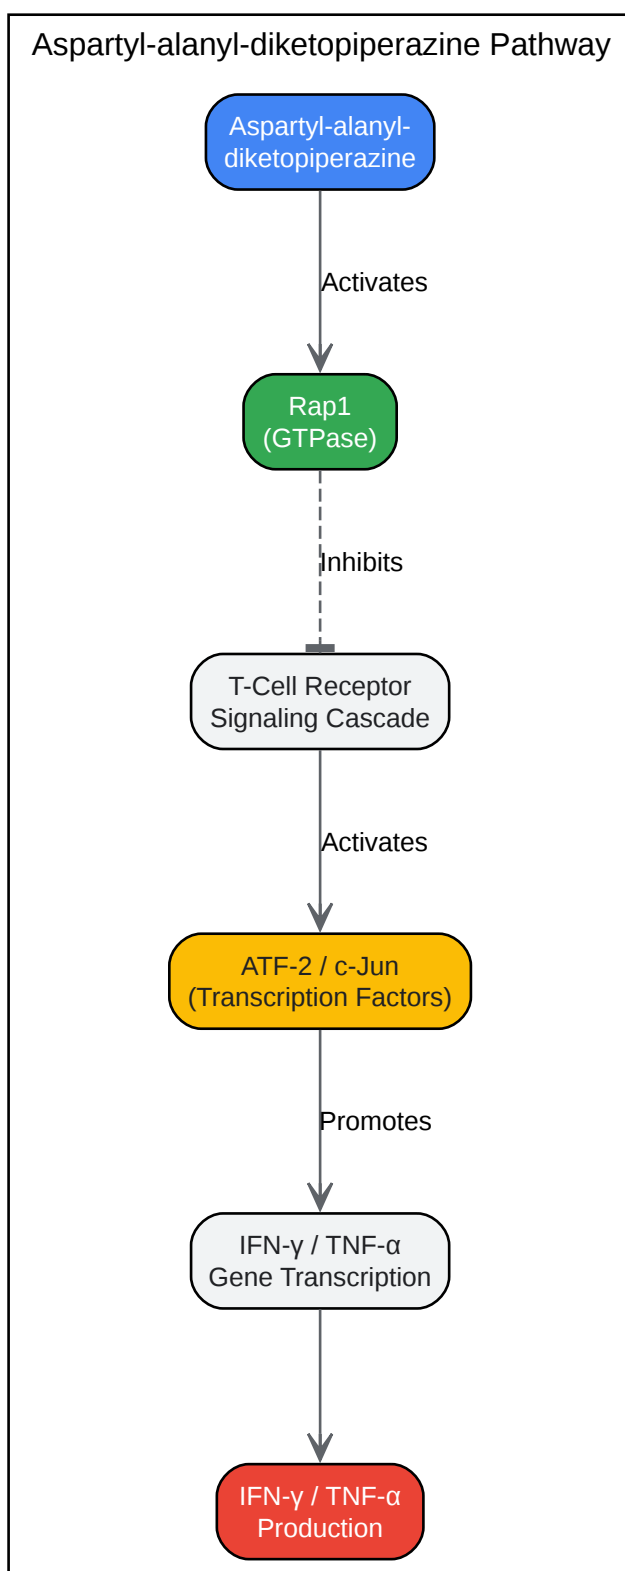 Aspartyl-alanyl-diketopiperazine Pathway
Aspartyl-alanyl-
diketopiperazine
Activates
Rap1
(GTPase)
Inhibits
T-Cell Receptor
Signaling Cascade
Activates
ATF-2 / c-Jun
(Transcription Factors)
Promotes
IFN-γ / TNF-α
Gene Transcription
IFN-γ / TNF-α
Production